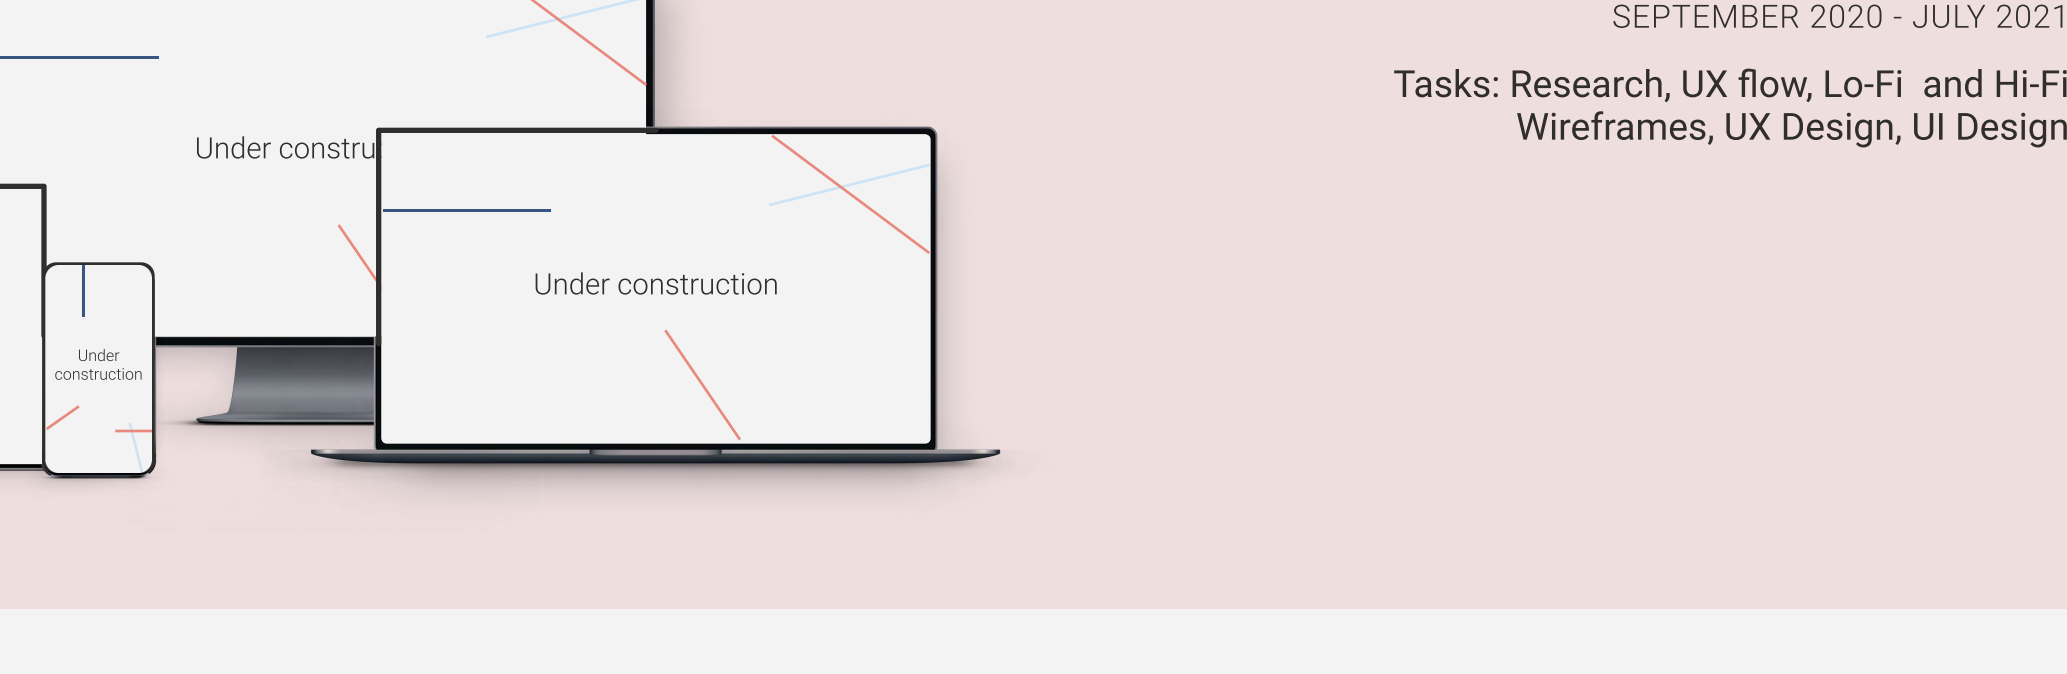 SEPTEMBER 2020 - JULY 2021
Tasks: Research, UX flow, Lo-Fi  and Hi-Fi
Wireframes, UX Design, UI Design
Under constru
Under construction
Under
construction